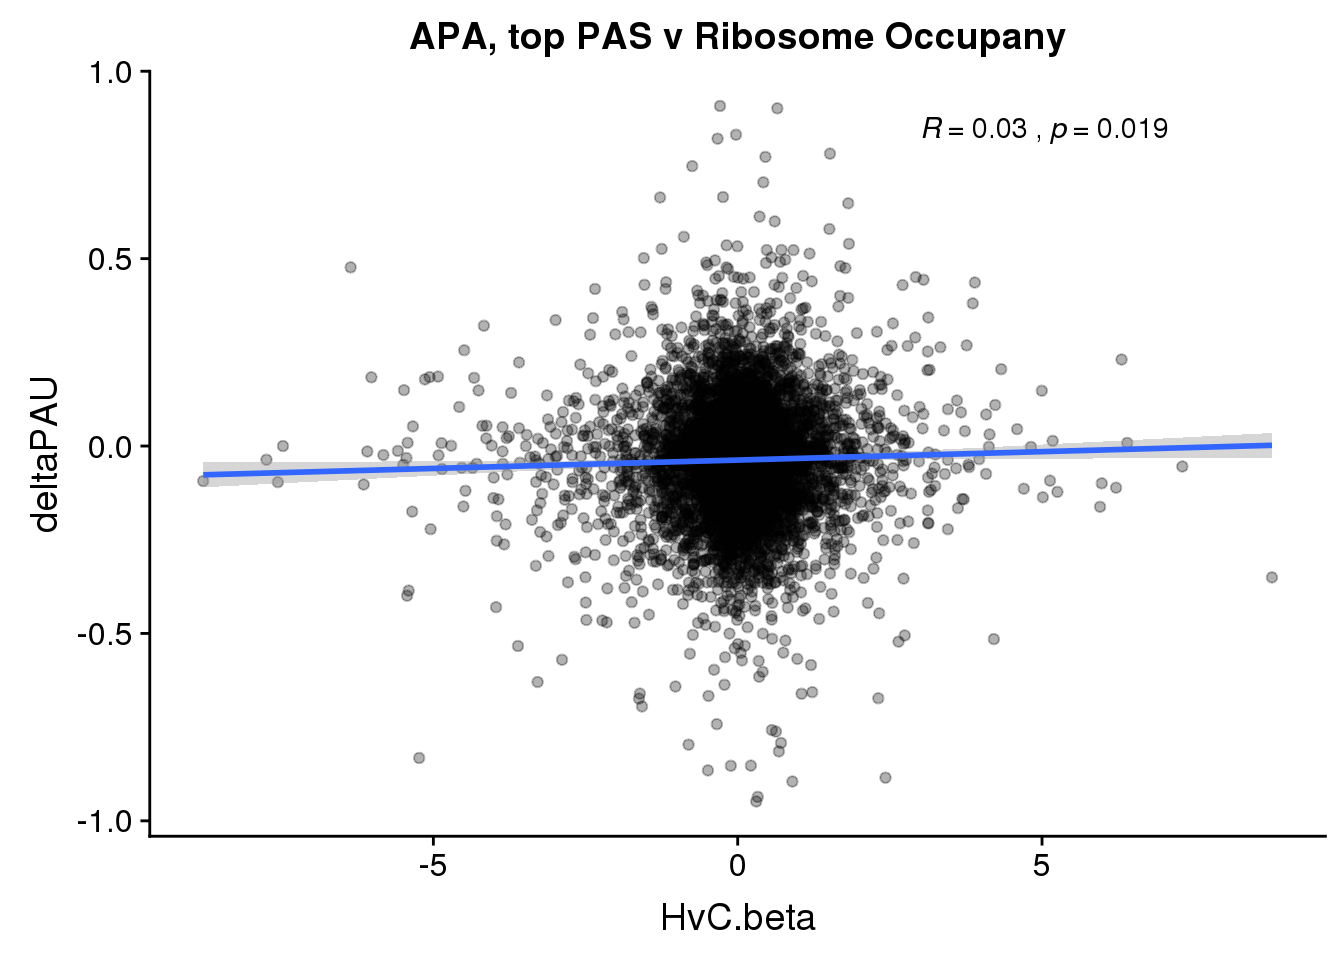 APA, top PAS v Ribosome Occupany
1.0
R = 0.03 , p = 0.019
0.5
0.0
-0.5
-1.0
deltaPAU
-5 0 5
HvC.beta